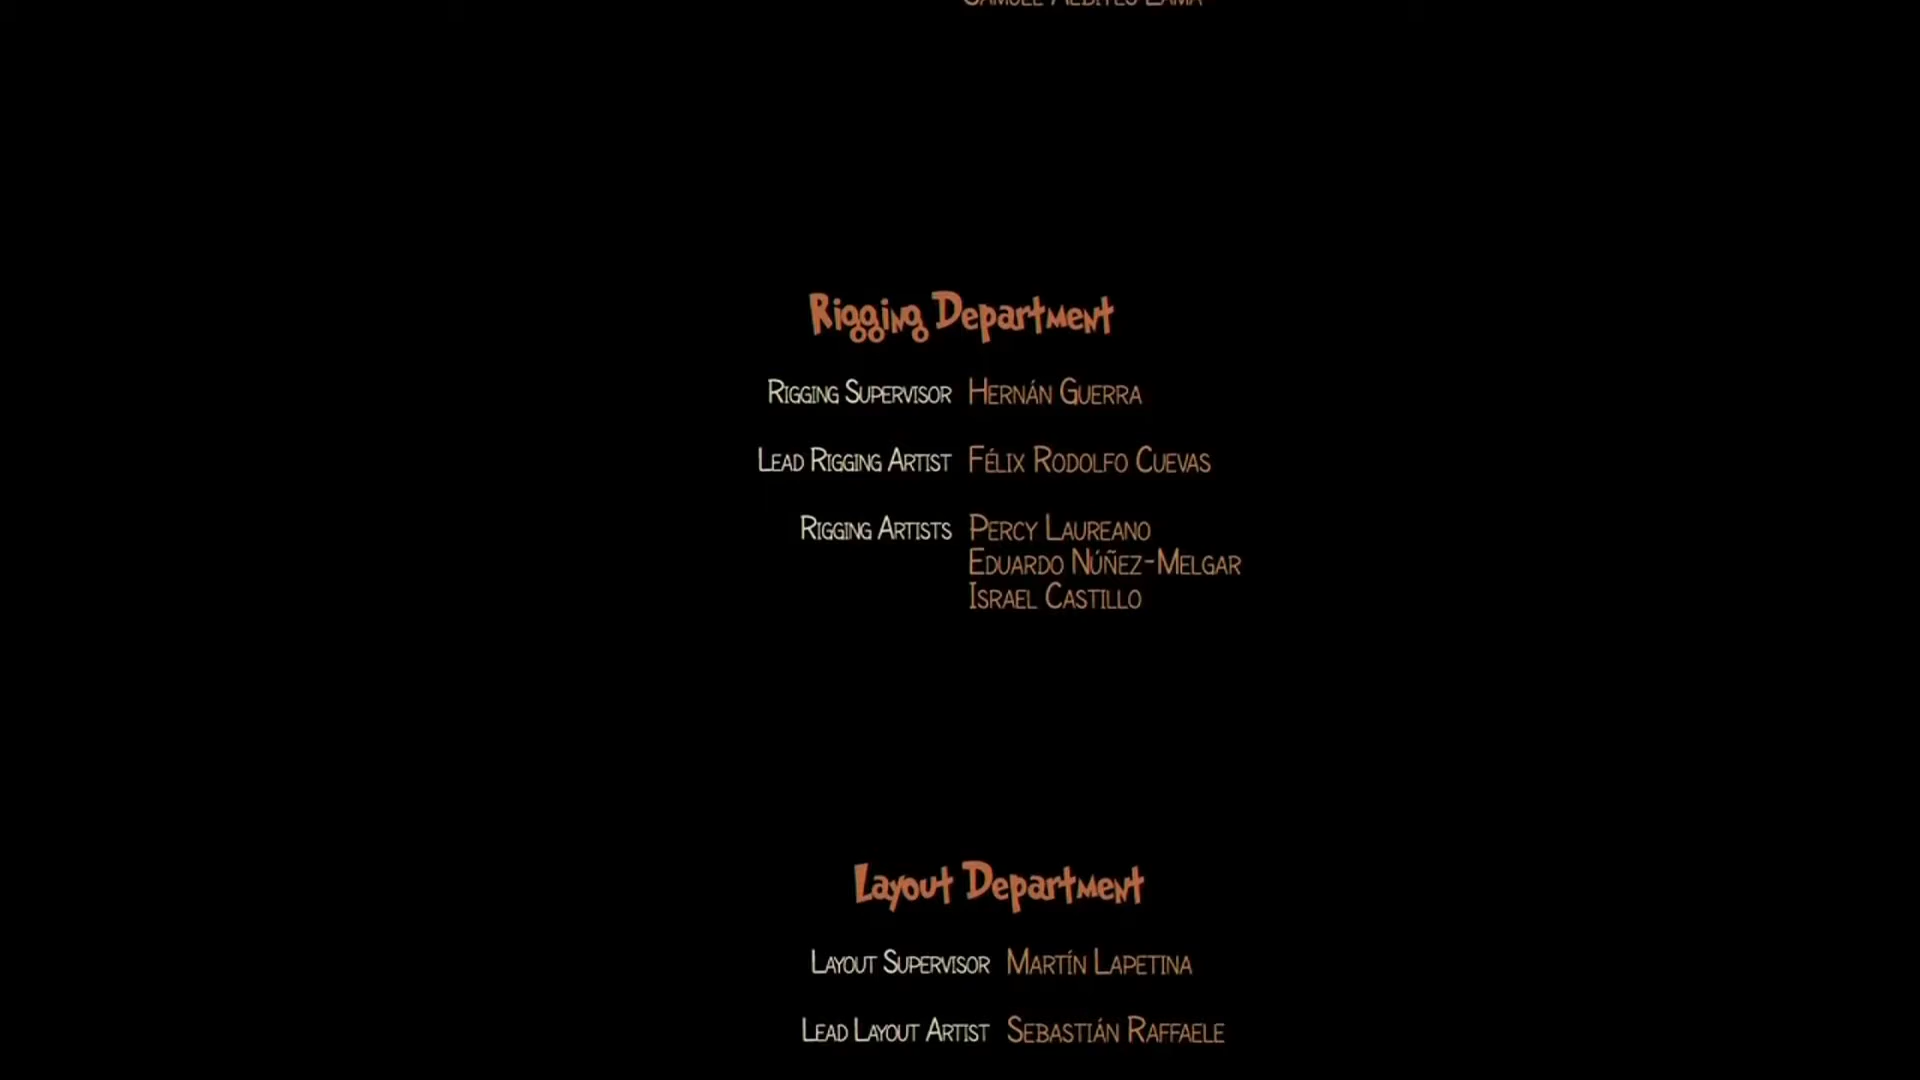 Rigging Department
Rigging Supervisor Hernán Guerra
Lead Rigging Artist Félix Rodolfo Cuevas
Rigging Artists Percy Laureano
Eduardo Núñez-Melgar
Israel Castillo
Layout Department
Layout Supervisor Martín Lapetina
Lead Layout Artist Sebastián Raffaele